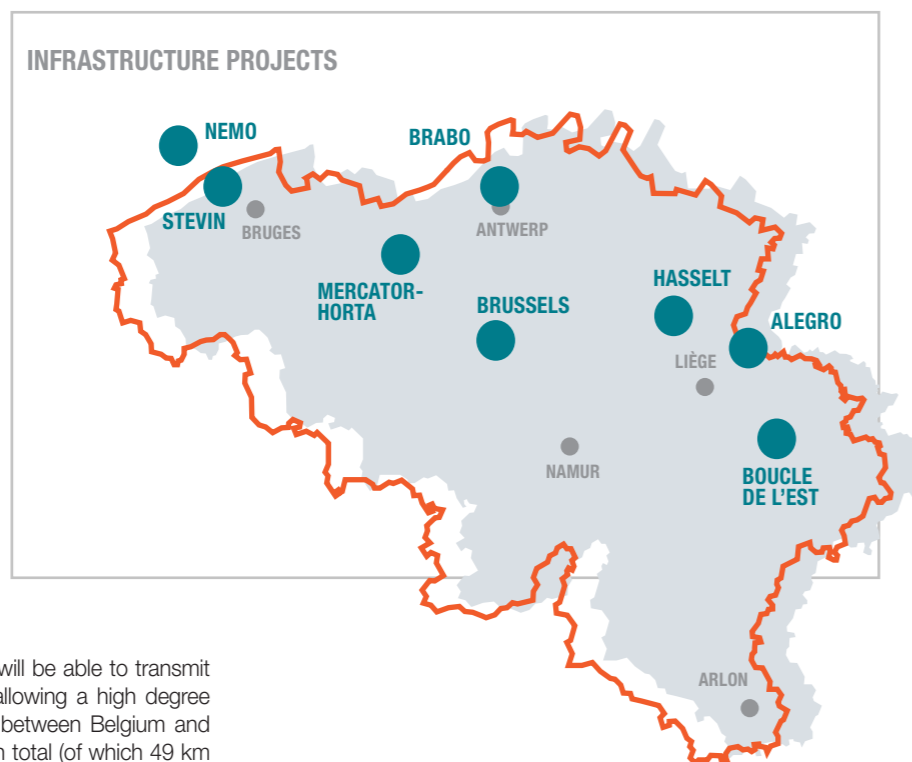 INFRASTRUCTURE PROJECTS
NEMO
BRABO
STEVIN
BRUGES
ANTWERP
MERCATOR-
HORTA
BRUSSELS
HASSELT
ALEGRO
LIÈGE
NAMUR
BOUCLE
DE L'EST
ARLON
will be able to transmit
allowing a high degree
between Belgium and
n total (of which 49 km